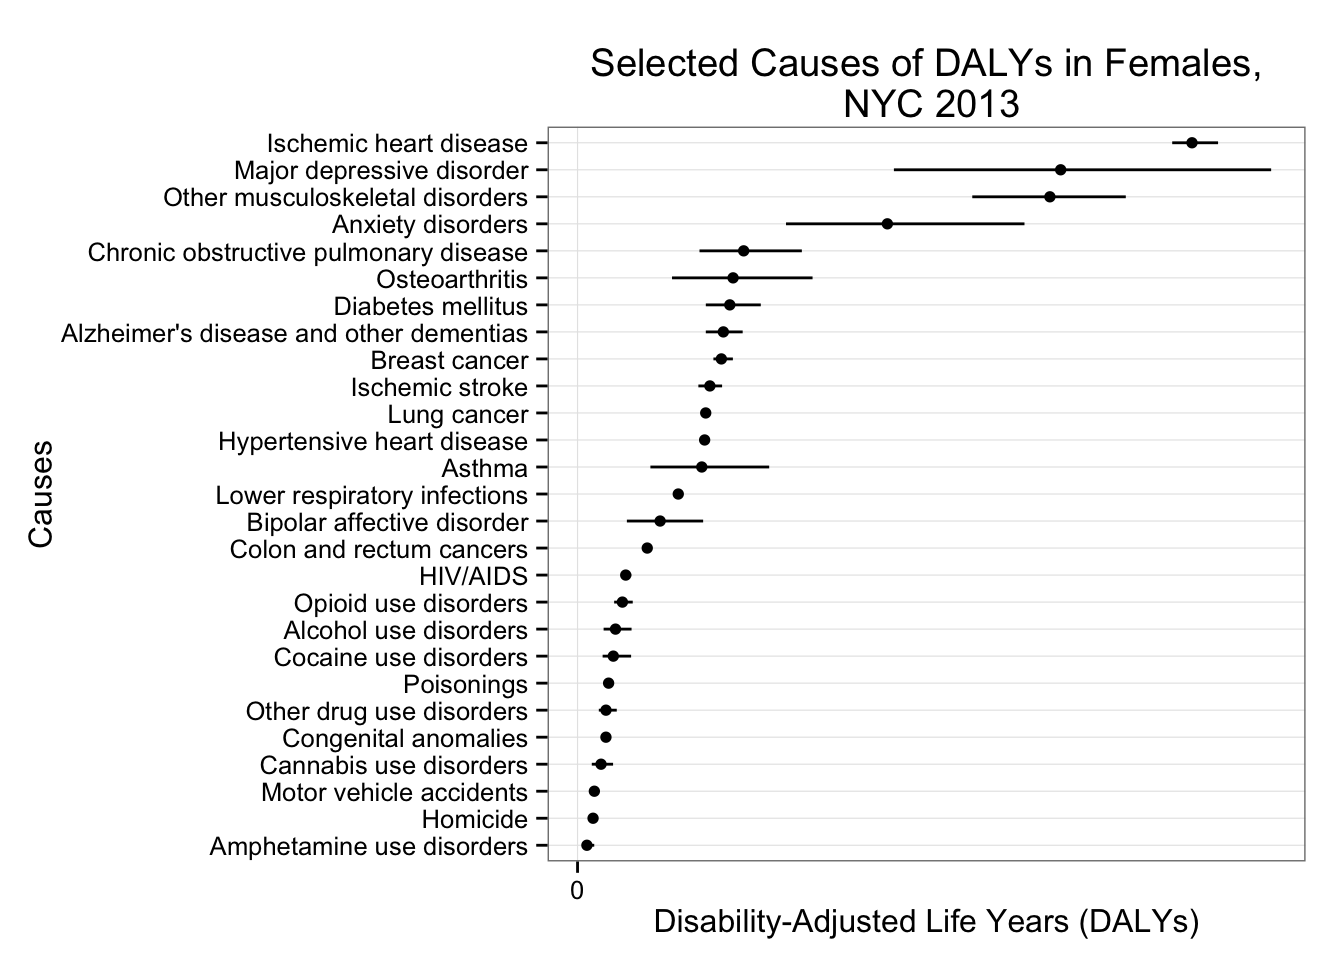 Selected Causes of DALYs in Females,
NYC 2013
Causes
Ischemic heart disease
Major depressive disorder
Other musculoskeletal disorders
Anxiety disorders
Chronic obstructive pulmonary disease
Osteoarthritis
Diabetes mellitus
Alzheimer's disease and other dementias
Breast cancer
Ischemic stroke
Lung cancer
Hypertensive heart disease
Asthma
Lower respiratory infections
Bipolar affective disorder
Colon and rectum cancers
HIV/AIDS
Opioid use disorders
Alcohol use disorders
Cocaine use disorders
Poisonings
Other drug use disorders
Congenital anomalies
Cannabis use disorders
Motor vehicle accidents
Homicide
Amphetamine use disorders
0
Disability-Adjusted Life Years (DALYs)